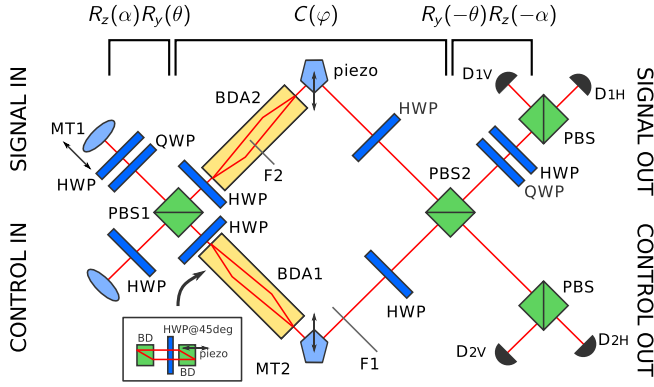 R_z(α)R_y(θ)
C(φ)
R_y(−θ)R_z(−α)
SIGNAL IN
CONTROL IN
SIGNAL OUT
CONTROL OUT
MT1
QWP
HWP
PBS1
HWP
HWP
HWP
BDA2
F2
piezo
HWP
PBS2
D1V
D1H
PBS
HWP
QWP
BDA1
MT2
F1
HWP
PBS
D2V
D2H
HWP@45deg
BD
piezo
BD